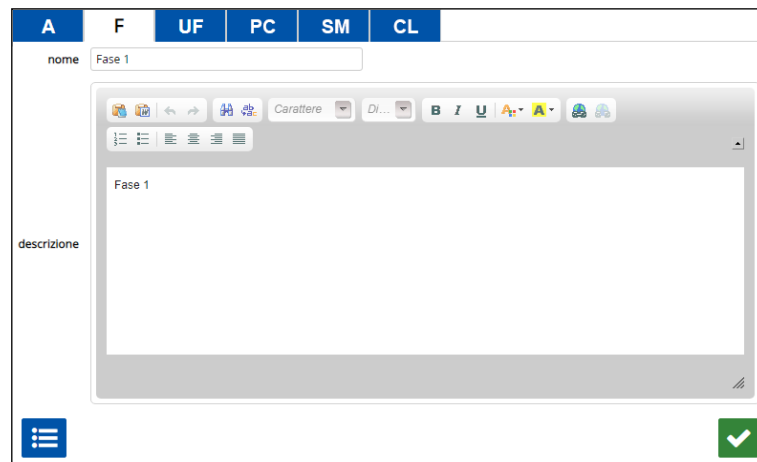 A F UF PC SM CL
nome Fase 1
Carattere Di... B I U A A
Fase 1
descrizione